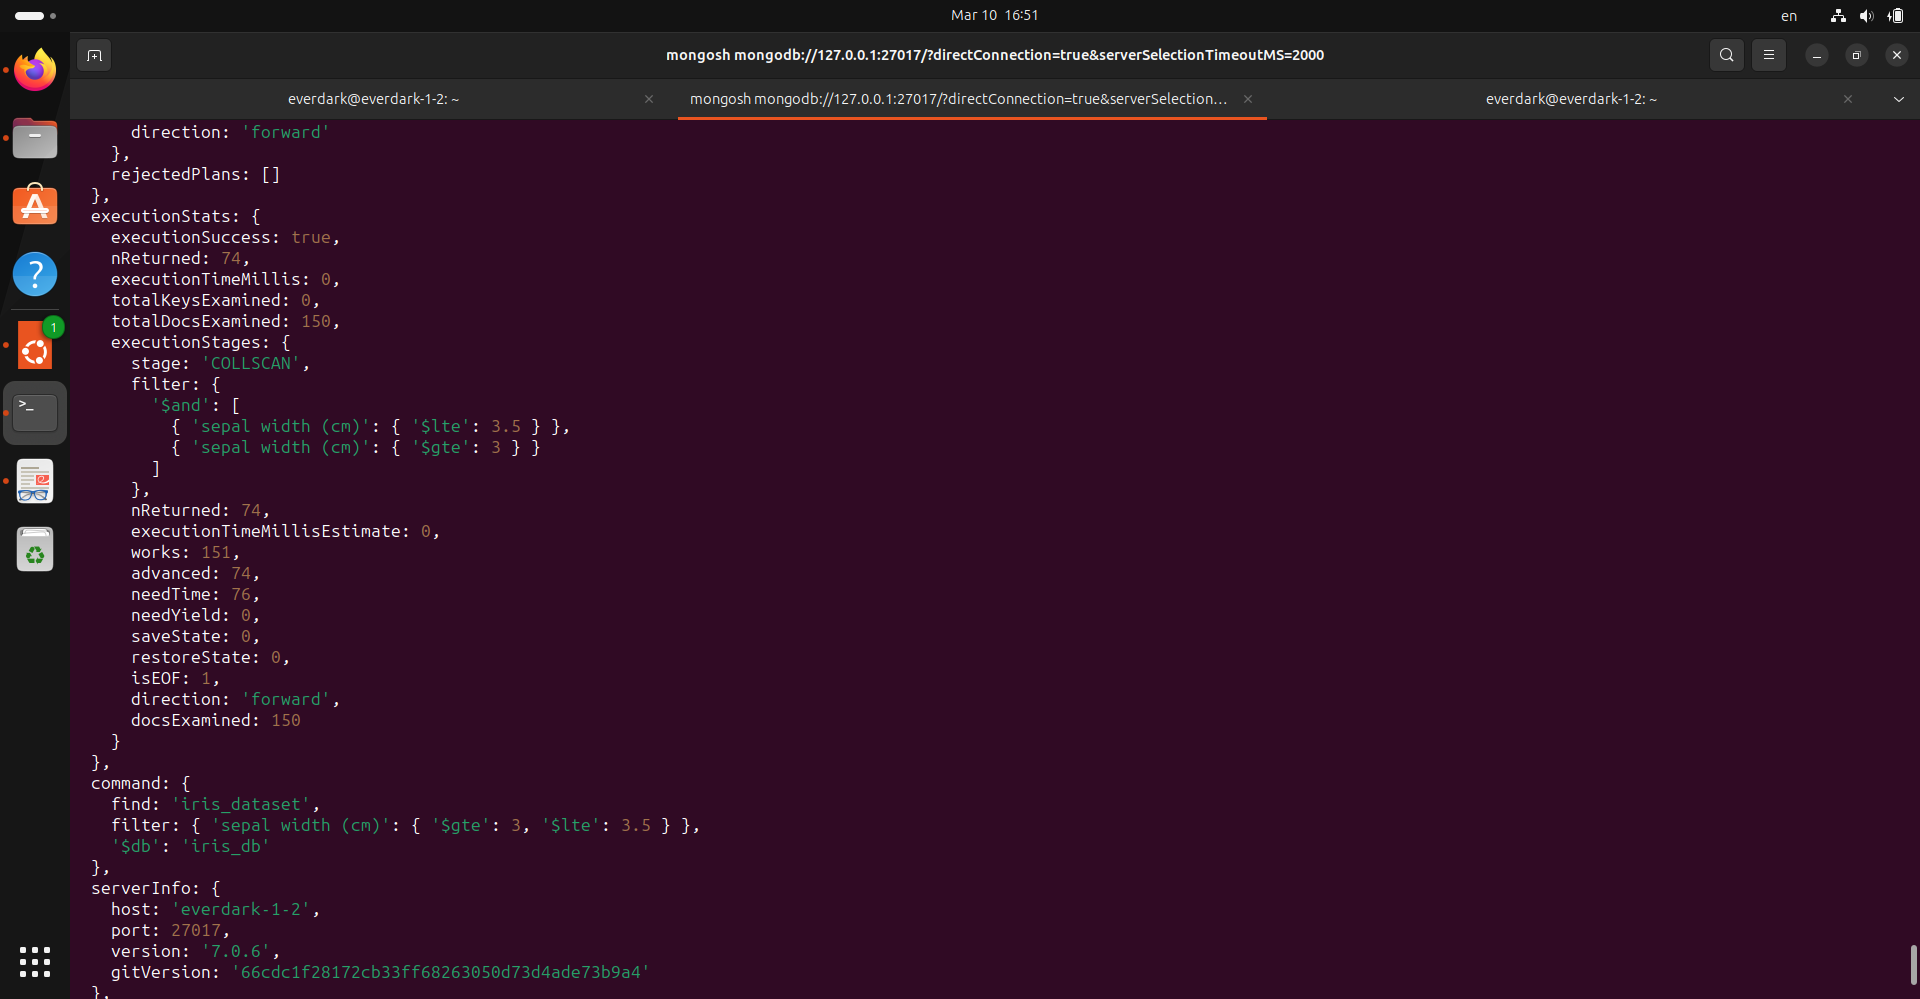 Mar 10 16:51
en
mongosh mongodb://127.0.0.1:27017/?directConnection=true&serverSelectionTimeoutMS=2000
everdark@everdark-1-2: ~
mongosh mongodb://127.0.0.1:27017/?directConnection=true&serverSelection…
everdark@everdark-1-2: ~
direction: 'forward'
},
rejectedPlans: []
},
executionStats: {
executionSuccess: true,
nReturned: 74,
executionTimeMillis: 0,
totalKeysExamined: 0,
totalDocsExamined: 150,
executionStages: {
stage: 'COLLSCAN',
filter: {
'$and': [
{ 'sepal width (cm)': { '$lte': 3.5 } },
{ 'sepal width (cm)': { '$gte': 3 } }
]
},
nReturned: 74,
executionTimeMillisEstimate: 0,
works: 151,
advanced: 74,
needTime: 76,
needYield: 0,
saveState: 0,
restoreState: 0,
isEOF: 1,
direction: 'forward',
docsExamined: 150
}
},
command: {
find: 'iris_dataset',
filter: { 'sepal width (cm)': { '$gte': 3, '$lte': 3.5 } },
'$db': 'iris_db'
},
serverInfo: {
host: 'everdark-1-2',
port: 27017,
version: '7.0.6',
gitVersion: '66cdc1f28172cb33ff68263050d73d4ade73b9a4'
},
1